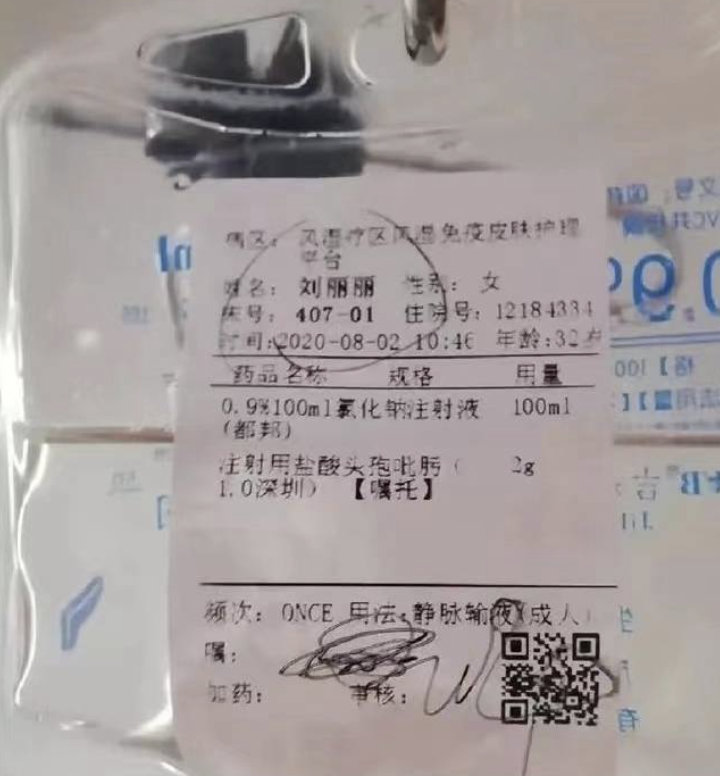 病区: 风湿疗区风湿免疫皮肤护理
平台
姓名: 刘丽丽 性别: 女
床号: 407-01 住院号: 12184334
时间:2020-08-02 10:46 年龄:32岁
药品名称 规格 用量
0.9%100ml氯化钠注射液 100ml
(都邦)
注射用盐酸头孢吡肟( 2g
1.0深圳) 【嘱托】
频次: ONCE 用法:静脉输液(成人)
嘱:
加药: 审核: